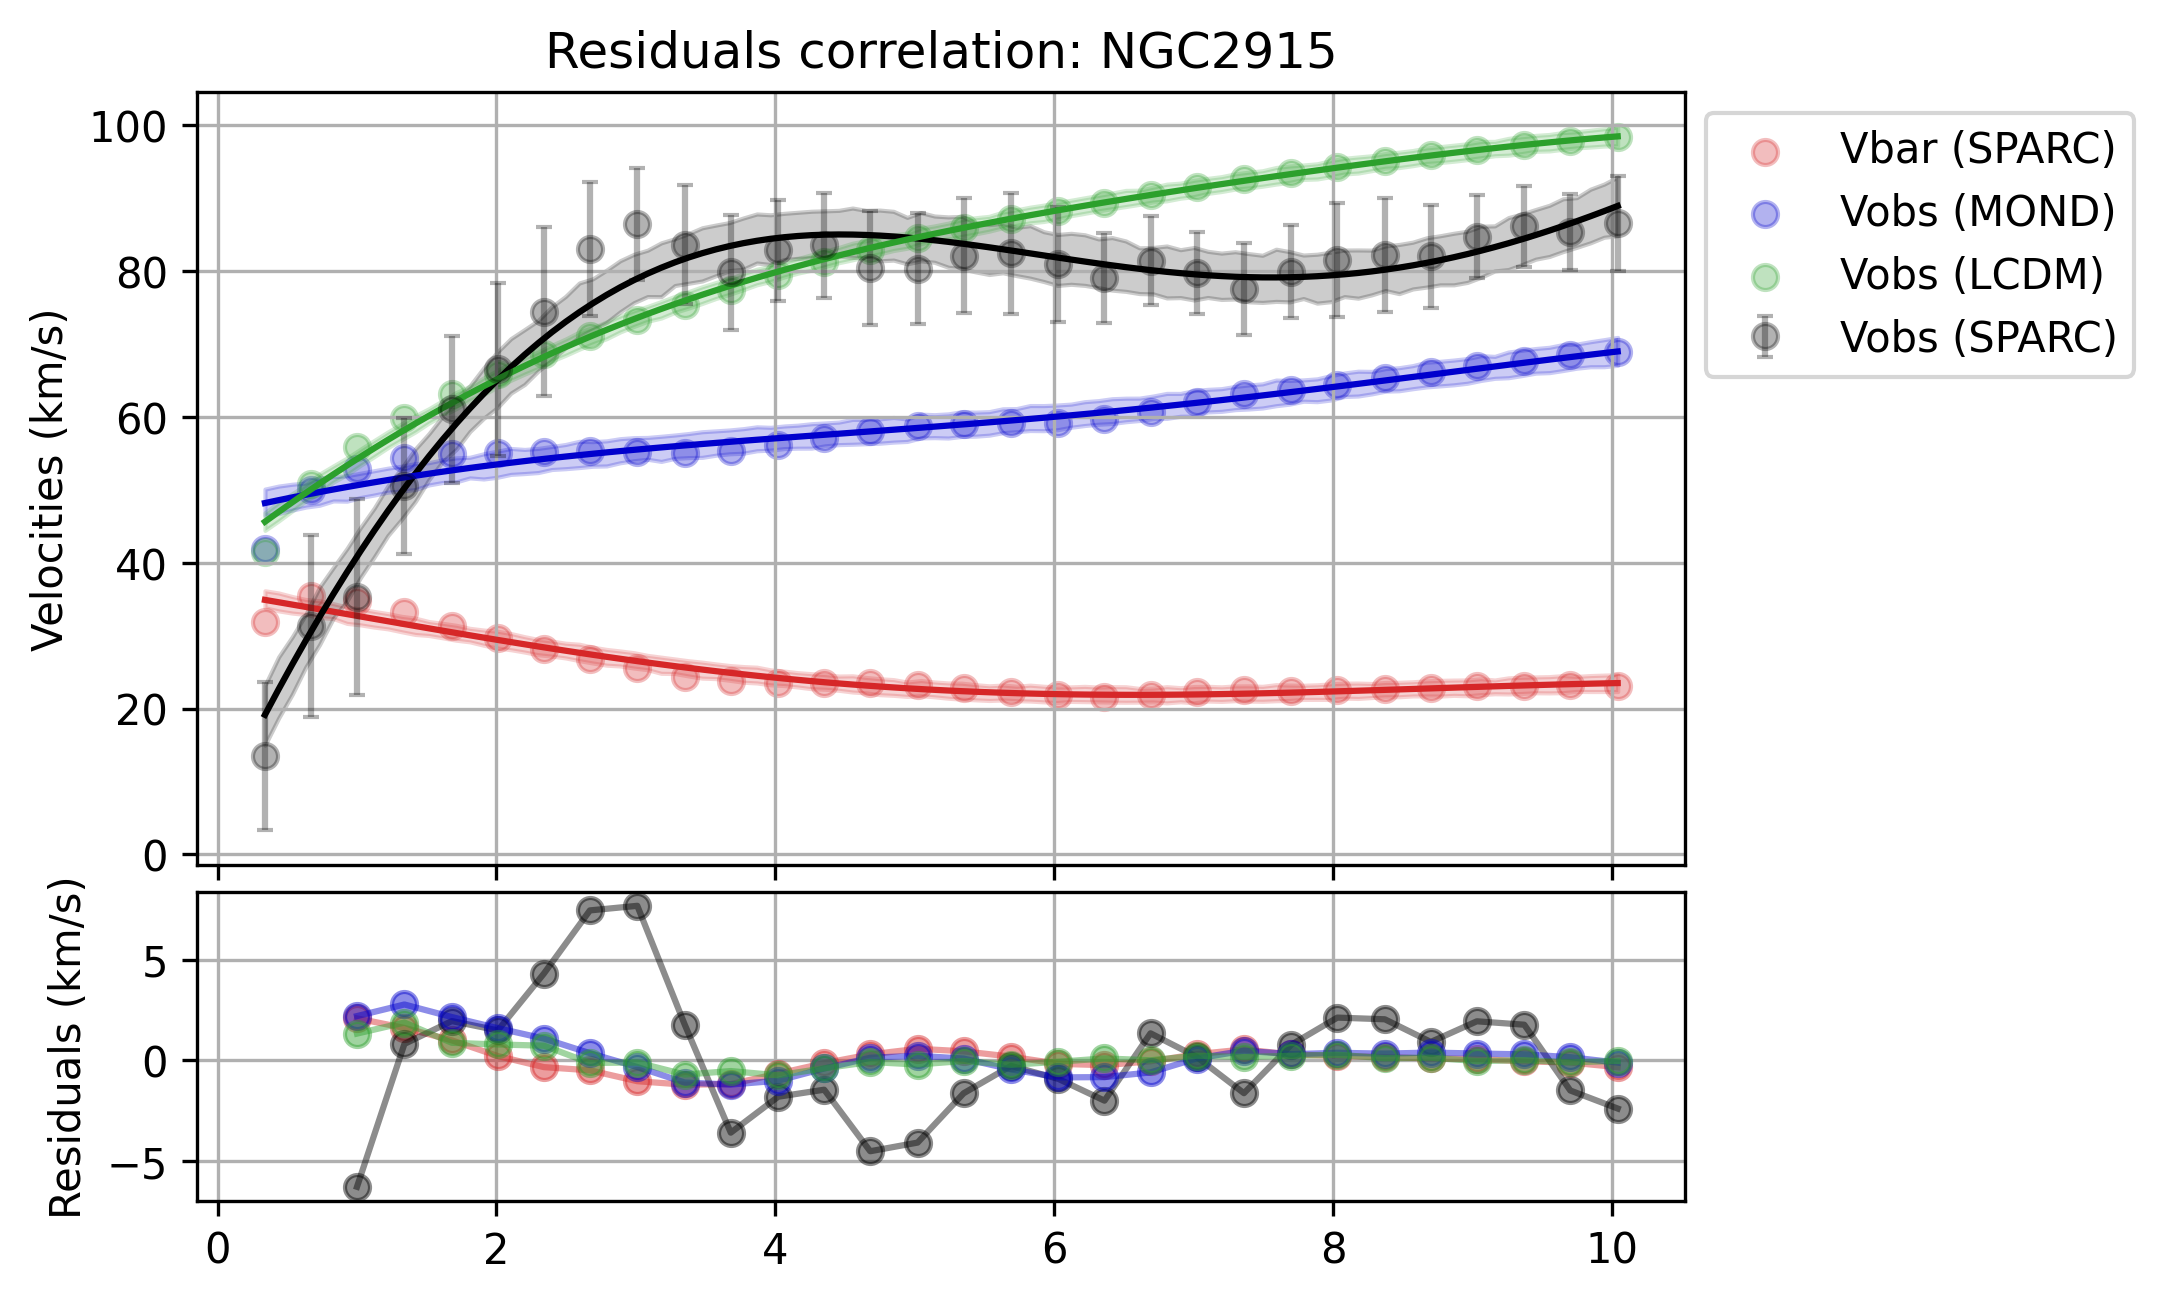 Residuals correlation: NGC2915
Velocities (km/s)
100
80
60
40
20
0
Vbar (SPARC)
Vobs (MOND)
Vobs (LCDM)
Vobs (SPARC)
Residuals (km/s)
5
0
−5
0 2 4 6 8 10